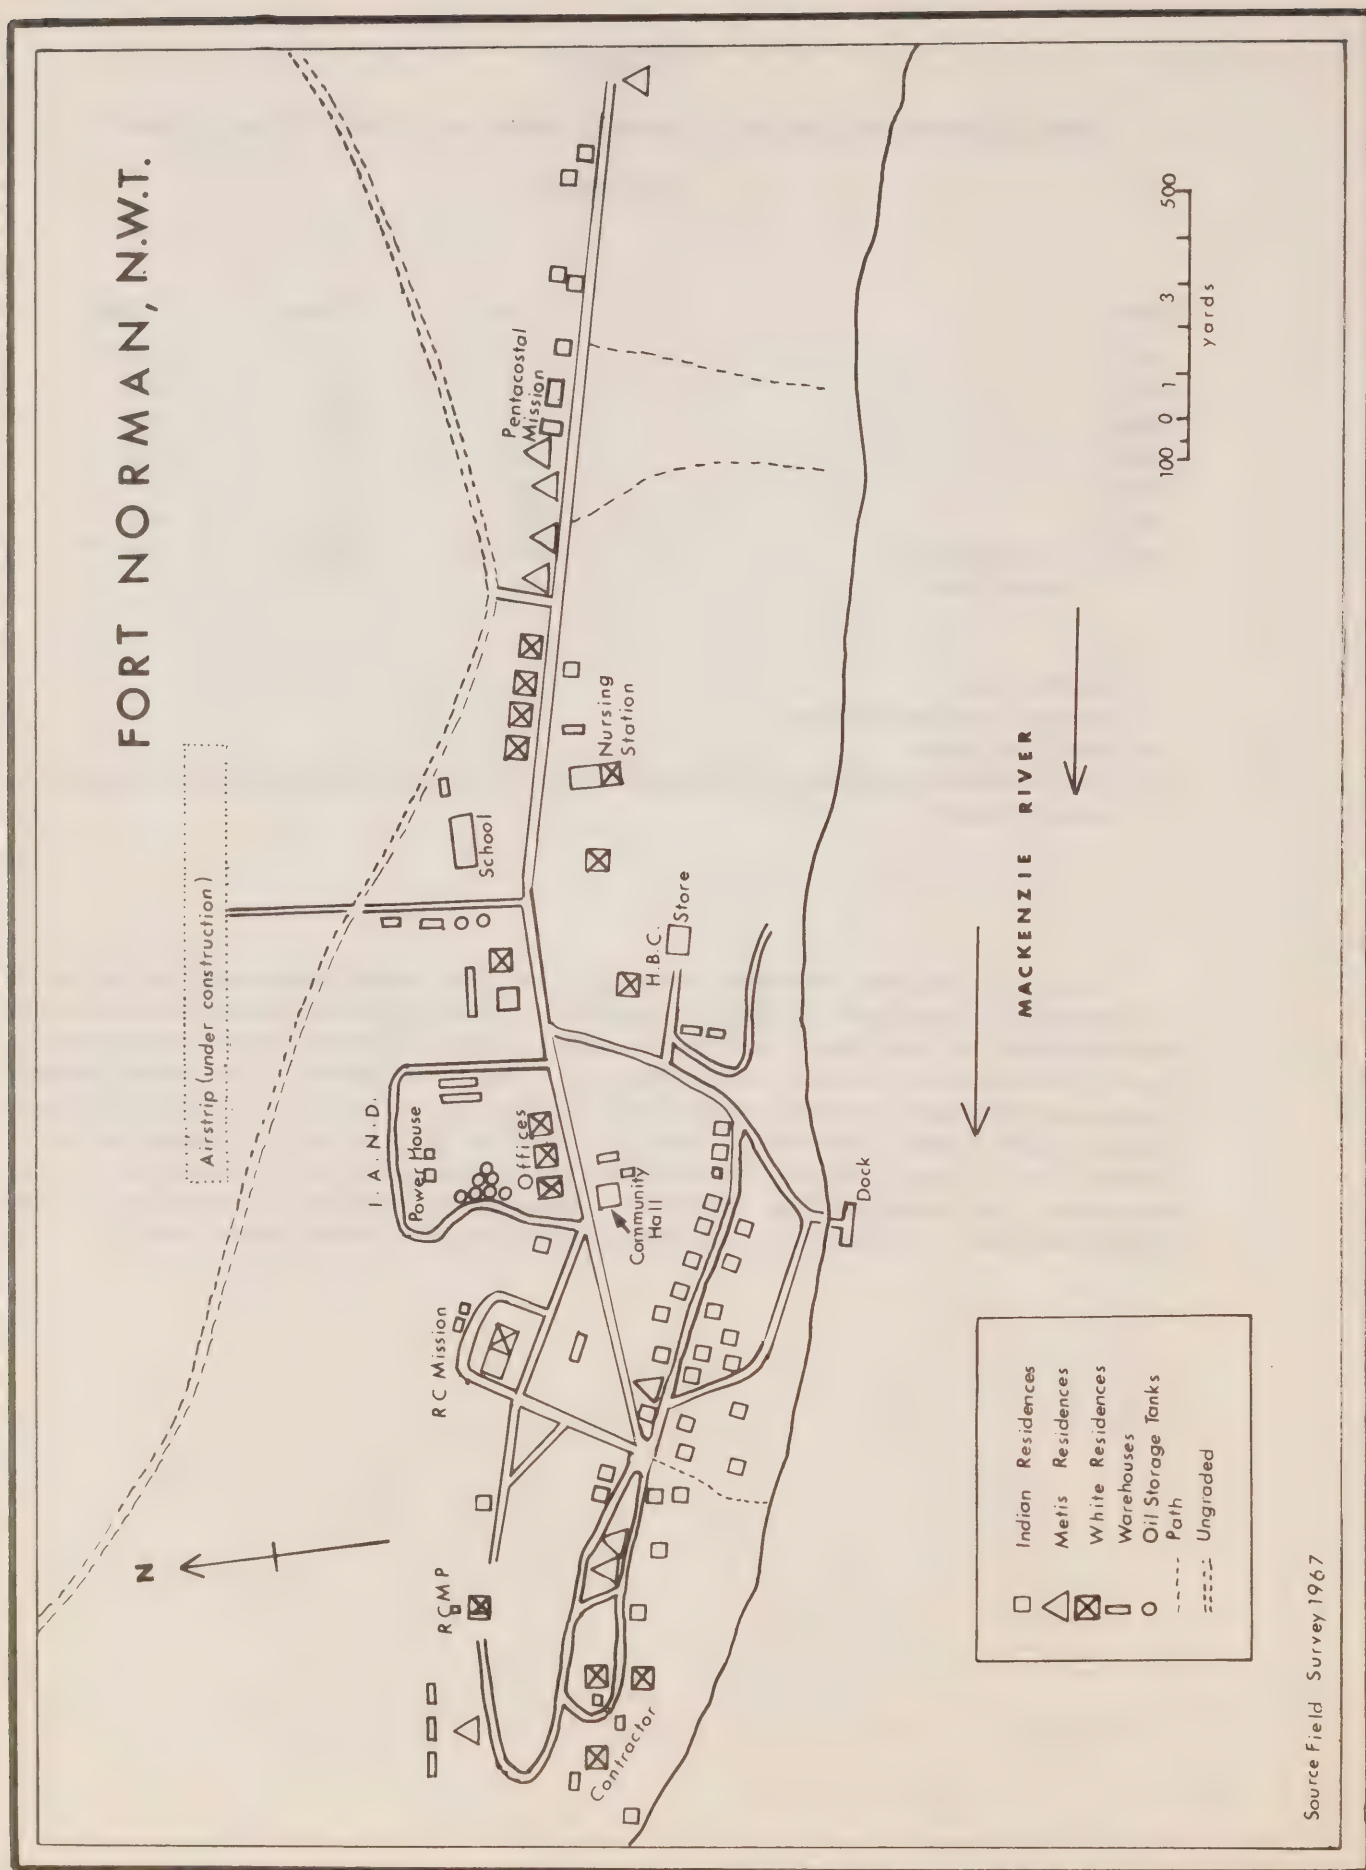 FORT NORMAN, N.W.T.
Airstrip (under construction)
I. A. N. D.
Power House
Offices
RC Mission
RCMP
Contractor
Community
Hall
School
Pentacostal
Mission
Nursing
Station
H.B.C.
Store
Dock
MACKENZIE RIVER
N
100 0 1 3 500
yards
Indian Residences
Metis Residences
White Residences
Warehouses
Oil Storage Tanks
Path
Ungraded
Source Field Survey 1967